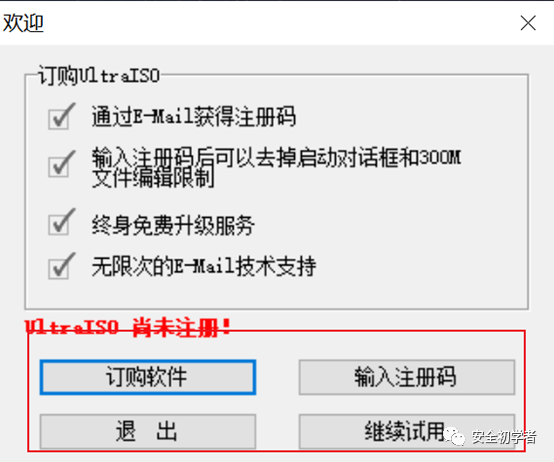 欢迎
订购UltraISO
通过E-Mail获得注册码
输入注册码后可以去掉启动对话框和300M
文件编辑限制
终身免费升级服务
无限次的E-Mail技术支持
UltraISO 尚未注册!
订购软件
输入注册码
退 出
继续试用
安全初学者